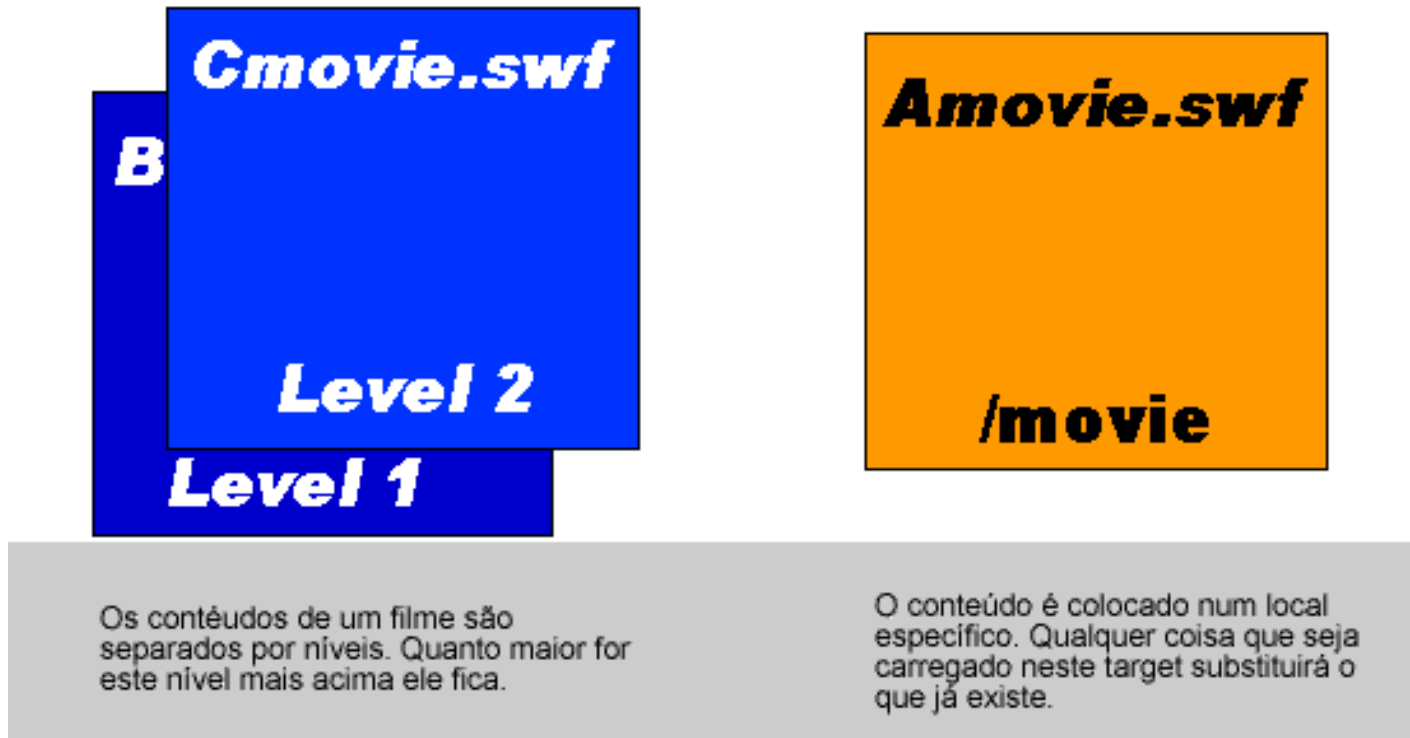 Cmovie.swf
B
Level 2
Level 1
Os contéudos de um filme são
separados por níveis. Quanto maior for
este nível mais acima ele fica.
Amovie.swf
/movie
O conteúdo é colocado num local
específico. Qualquer coisa que seja
carregado neste target substituirá o
que já existe.